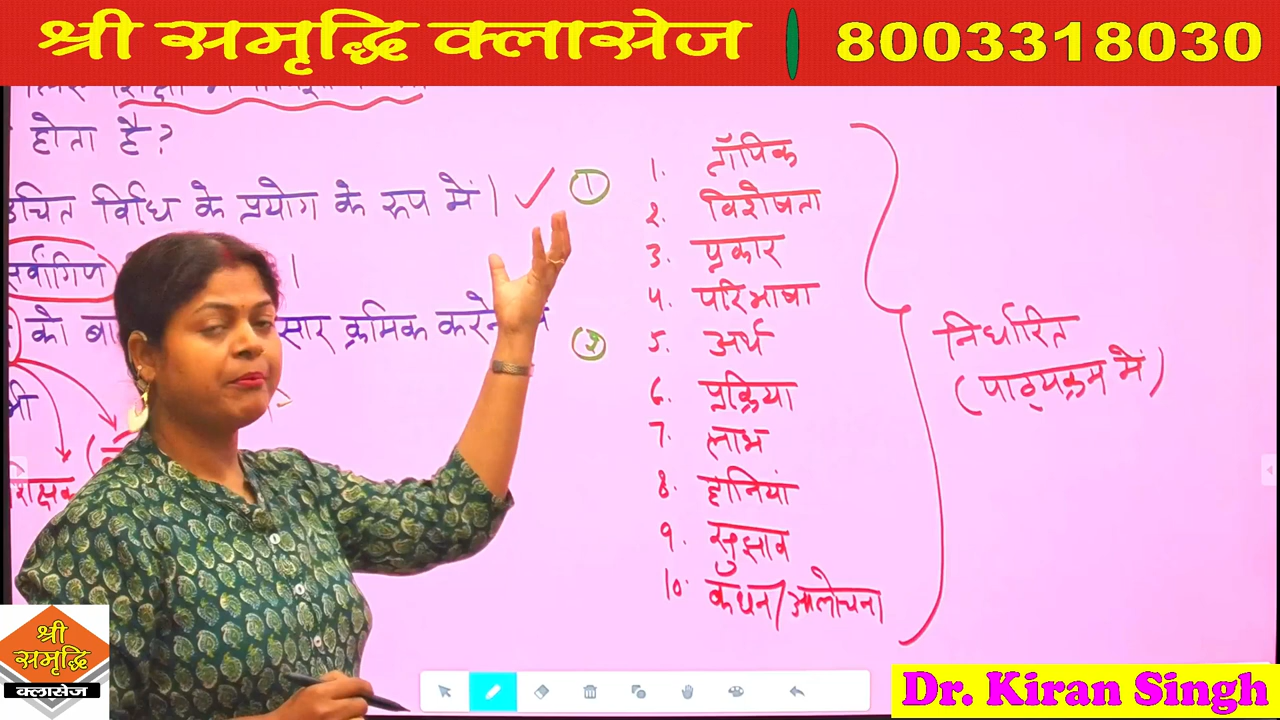 श्री समृद्धि क्लासेज | 8003318030
होता है?
उचित विधि के प्रयोग के रूप में। ✓ ①
सर्वांगिण
को बा सार क्रमिक करने में
1. टॉपिक
2. विशेषता
3. प्रकार
4. परिभाषा
5. अर्थ
6. प्रक्रिया
7. लाभ
8. हानियां
9. सुझाव
10. कथन/आलोचना
निर्धारित
(पाठ्यक्रम में)
श्री
समृद्धि
क्लासेज
Dr. Kiran Singh